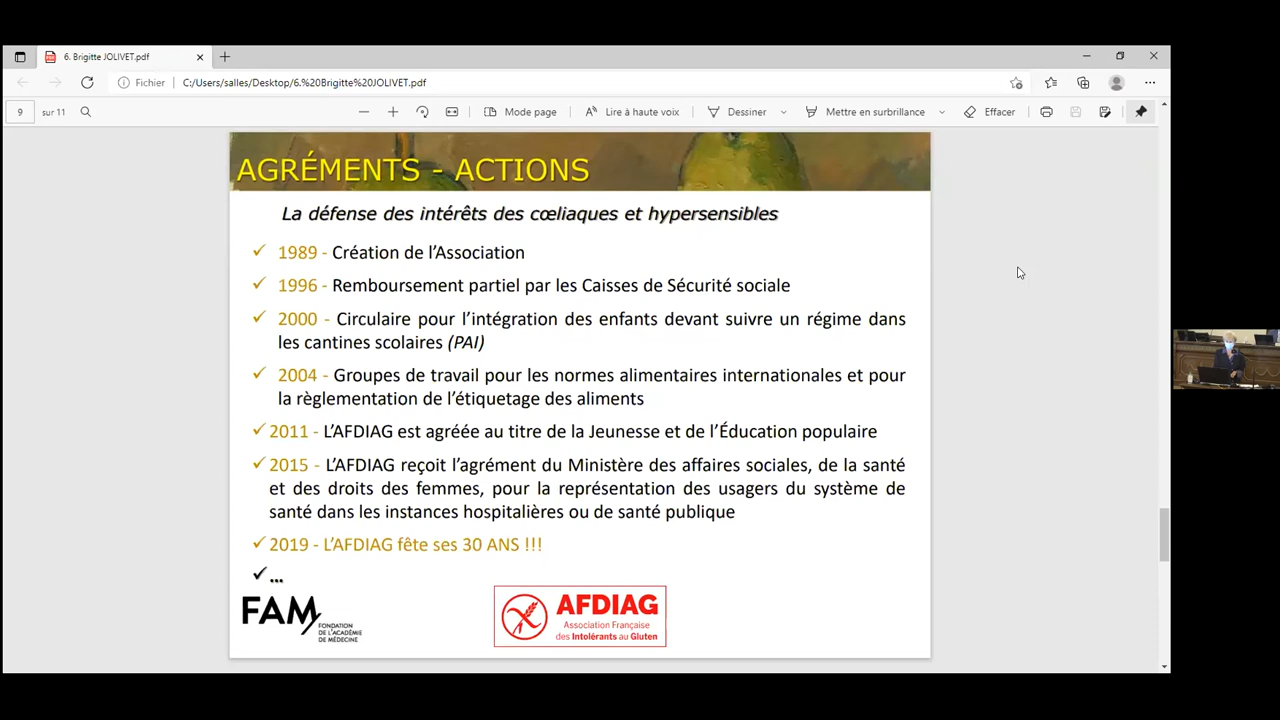 6. Brigitte JOLIVET.pdf
Fichier
C:/Users/salles/Desktop/6.%20Brigitte%20JOLIVET.pdf
9 sur 11
Mode page
Lire à haute voix
Dessiner
Mettre en surbrillance
Effacer
AGRÉMENTS - ACTIONS
La défense des intérêts des cœliaques et hypersensibles
1989 - Création de l'Association
1996 - Remboursement partiel par les Caisses de Sécurité sociale
2000 - Circulaire pour l'intégration des enfants devant suivre un régime dans
les cantines scolaires (PAI)
2004 - Groupes de travail pour les normes alimentaires internationales et pour
la règlementation de l'étiquetage des aliments
2011 - L'AFDIAG est agréée au titre de la Jeunesse et de l'Éducation populaire
2015 - L'AFDIAG reçoit l'agrément du Ministère des affaires sociales, de la santé
et des droits des femmes, pour la représentation des usagers du système de
santé dans les instances hospitalières ou de santé publique
2019 - L'AFDIAG fête ses 30 ANS !!!
...
FAM
FONDATION
DE L'ACADÉMIE
DE MÉDECINE
AFDIAG
Association Française
des Intolérants au Gluten